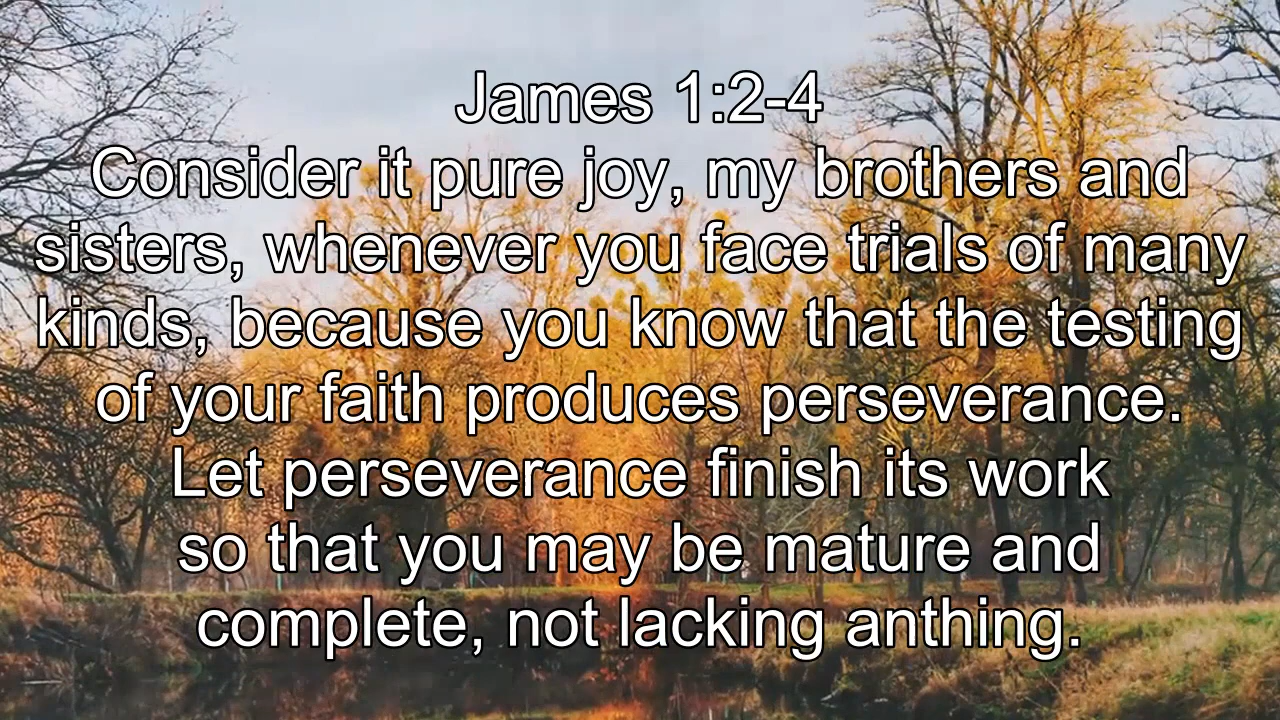 James 1:2-4
Consider it pure joy, my brothers and
sisters, whenever you face trials of many
kinds, because you know that the testing
of your faith produces perseverance.
Let perseverance finish its work
so that you may be mature and
complete, not lacking anthing.